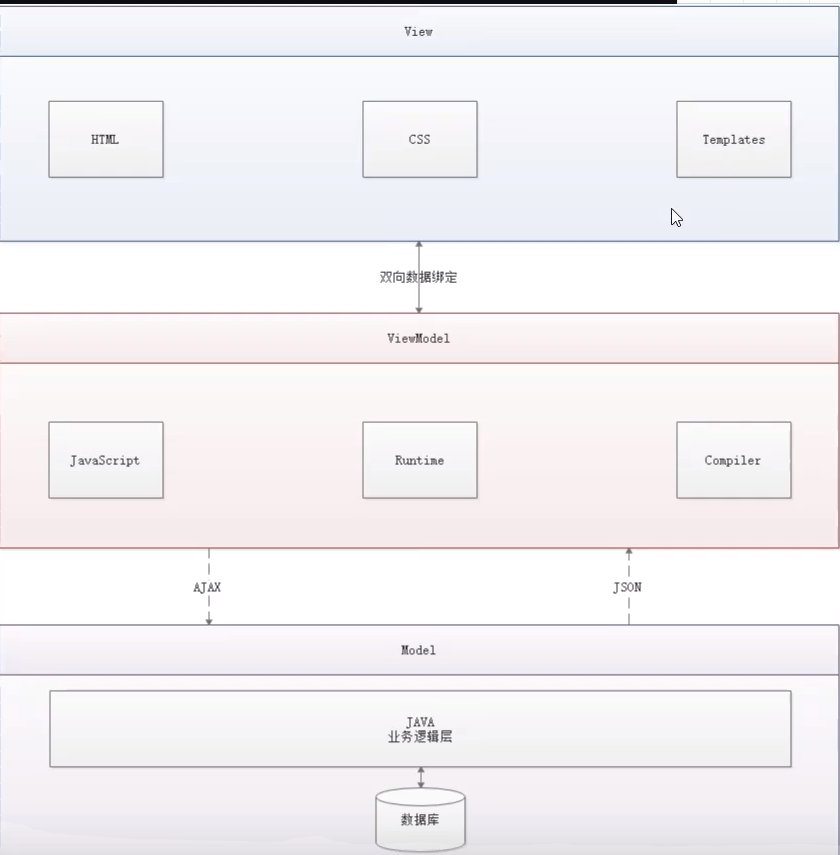 View
HTML
CSS
Templates
双向数据绑定
ViewModel
JavaScript
Runtime
Compiler
AJAX
JSON
Model
JAVA
业务逻辑层
数据库